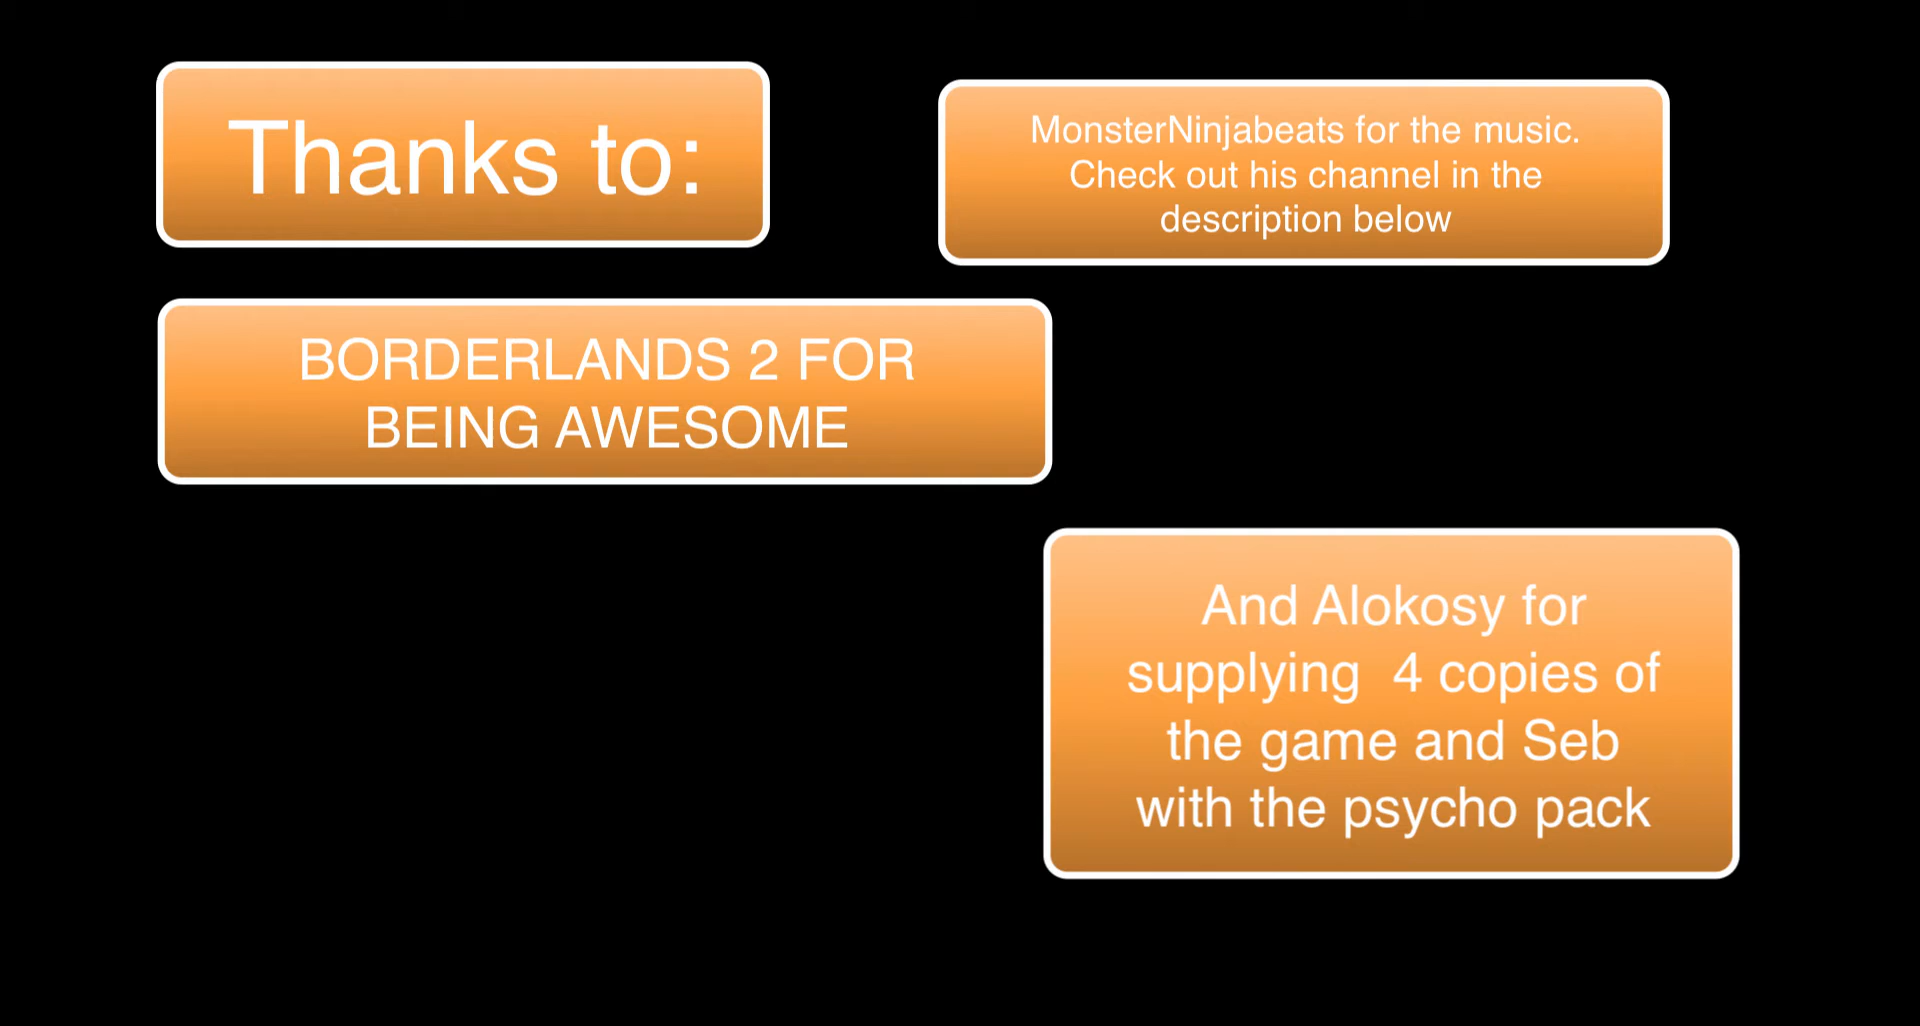 Thanks to:
MonsterNinjabeats for the music.
Check out his channel in the
description below
BORDERLANDS 2 FOR
BEING AWESOME
And Alokosy for
supplying  4 copies of
the game and Seb
with the psycho pack